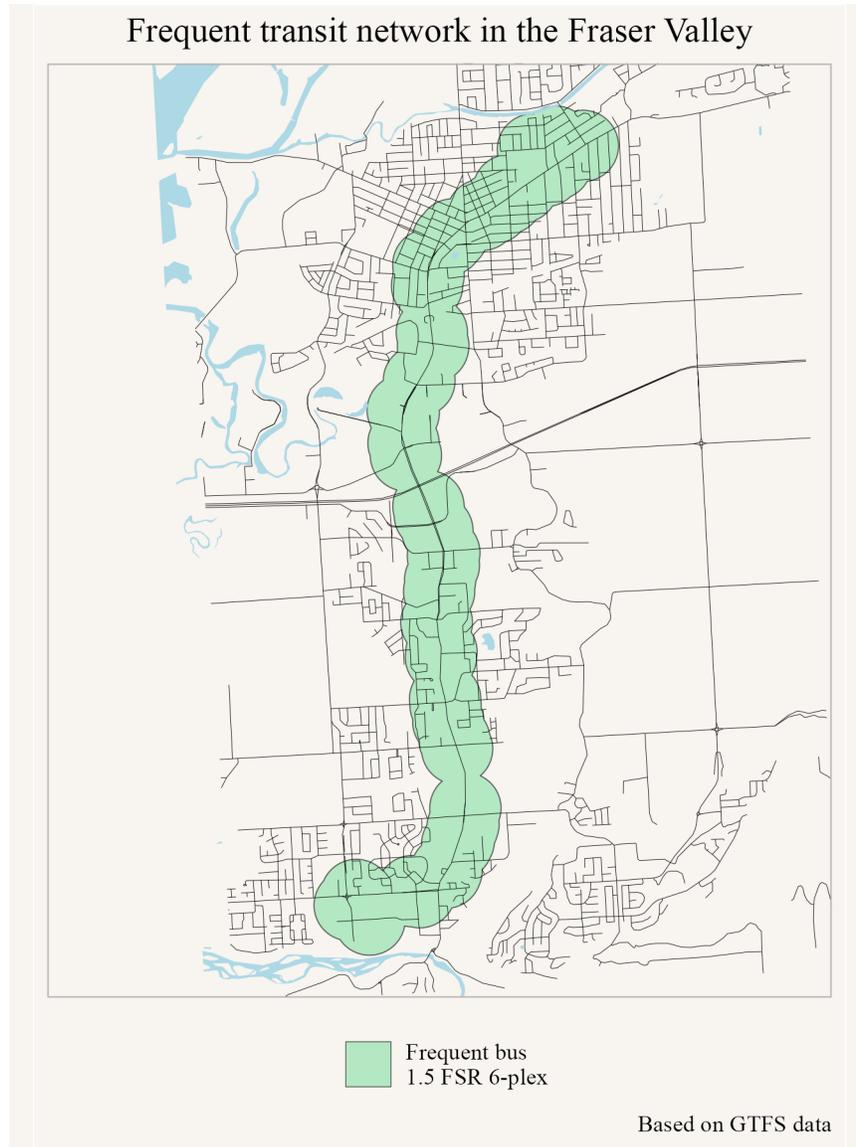 Frequent transit network in the Fraser Valley
Frequent bus
1.5 FSR 6-plex
Based on GTFS data